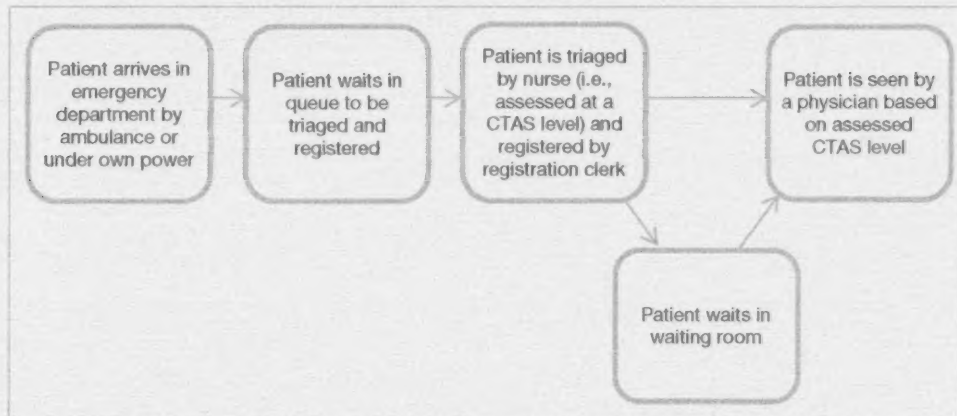 Patient arrives in
emergency
department by
ambulance or
under own power
Patient waits in
queue to be
triaged and
registered
Patient is triaged
by nurse (i.e.,
assessed at a
CTAS level) and
registered by
registration clerk
Patient is seen by
a physician based
on assessed
CTAS level
Patient waits in
waiting room